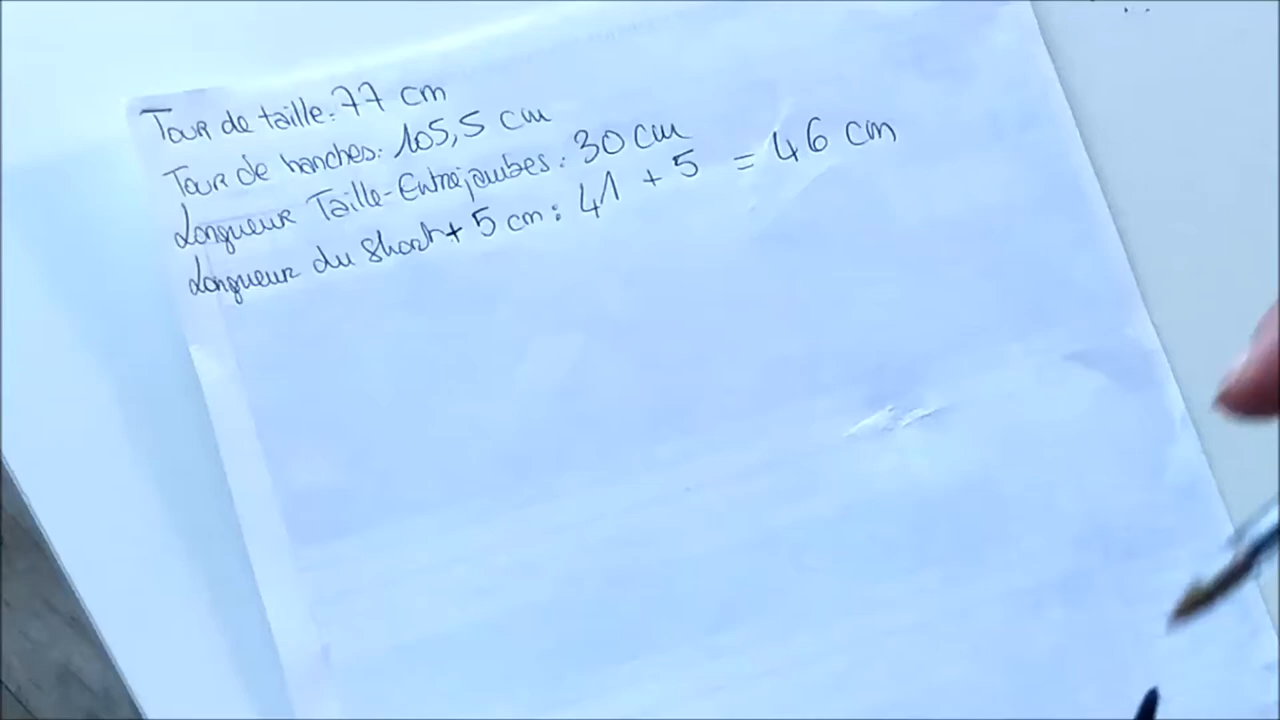 Tour de taille: 77 cm
Tour de hanches: 105,5 cm
Longueur Taille-Entrejambes: 30 cm
Longueur du Short + 5 cm: 41 + 5 = 46 cm